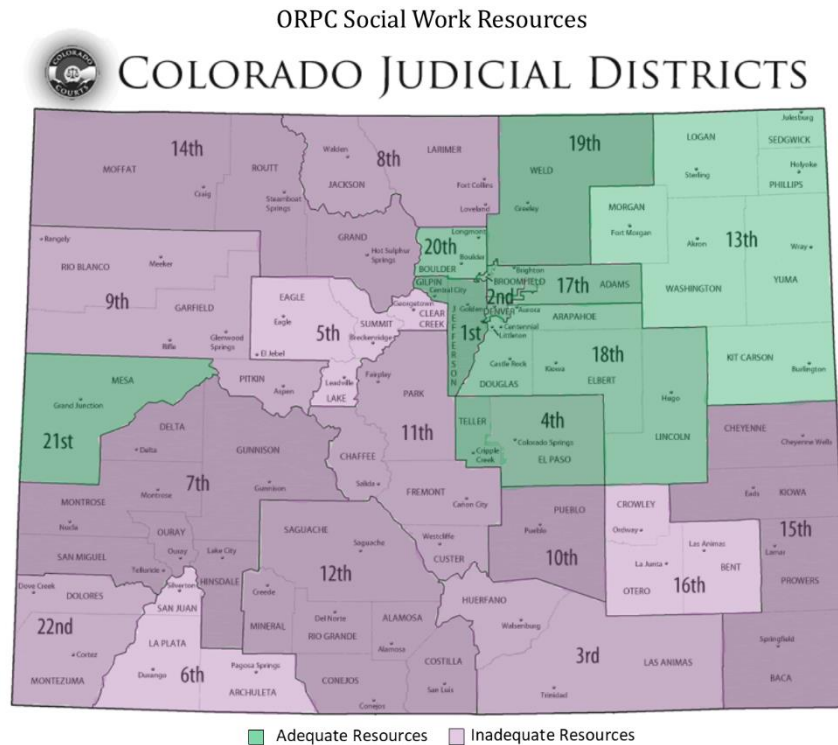 ORPC Social Work Resources
COLORADO
COURTS
COLORADO JUDICIAL DISTRICTS
14th
MOFFAT
Craig
ROUTT
Steamboat
Springs
8th
Walden
JACKSON
LARIMER
Fort Collins
Loveland
GRAND
Hot Sulphur
Springs
19th
WELD
Greeley
LOGAN
Sterling
Julesburg
SEDGWICK
Holyoke
PHILLIPS
MORGAN
Fort Morgan
13th
Akron
WASHINGTON
Wray
YUMA
KIT CARSON
Burlington
Rangely
Meeker
RIO BLANCO
9th
GARFIELD
Rifle
Glenwood
Springs
PITKIN
Aspen
EAGLE
Eagle
El Jebel
5th
SUMMIT
Breckenridge
Georgetown
CLEAR
CREEK
Leadville
LAKE
20th
Longmont
Boulder
BOULDER
GILPIN
Central City
1st
Golden
JEFFERSON
2nd
DENVER
BROOMFIELD
Brighton
17th
ADAMS
Aurora
ARAPAHOE
Centennial
Littleton
18th
Castle Rock
DOUGLAS
Kiowa
ELBERT
Hugo
LINCOLN
MESA
Grand Junction
21st
DELTA
Delta
GUNNISON
Gunnison
7th
MONTROSE
Montrose
Nucla
OURAY
Ouray
SAN MIGUEL
Telluride
Lake City
HINSDALE
Fairplay
PARK
11th
CHAFFEE
Salida
FREMONT
Cañon City
Westcliffe
CUSTER
TELLER
Cripple
Creek
4th
Colorado Springs
EL PASO
CHEYENNE
Cheyenne Wells
Eads
KIOWA
15th
Lamar
PROWERS
Springfield
BACA
PUEBLO
Pueblo
10th
CROWLEY
Ordway
Las Animas
La Junta
BENT
OTERO
16th
SAGUACHE
Saguache
12th
Creede
MINERAL
Del Norte
RIO GRANDE
ALAMOSA
Alamosa
CONEJOS
Conejos
COSTILLA
San Luis
HUERFANO
Walsenburg
3rd
LAS ANIMAS
Trinidad
Dove Creek
DOLORES
22nd
Cortez
MONTEZUMA
Silverton
SAN JUAN
LA PLATA
Durango
6th
Pagosa Springs
ARCHULETA
Adequate Resources
Inadequate Resources